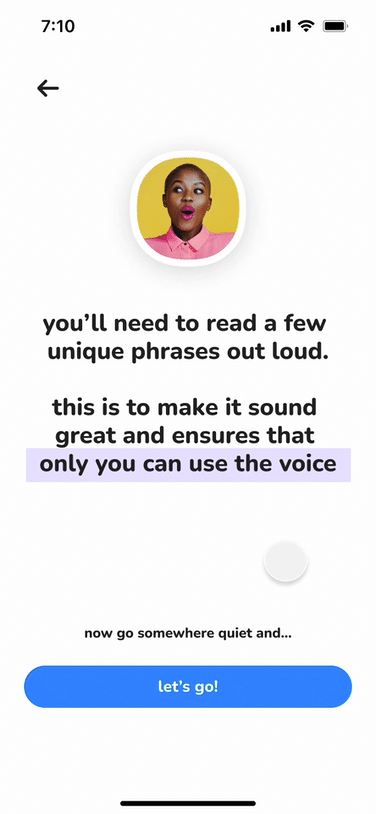 7:10
you'll need to read a few
unique phrases out loud.
this is to make it sound
great and ensures that
only you can use the voice
now go somewhere quiet and...
let's go!